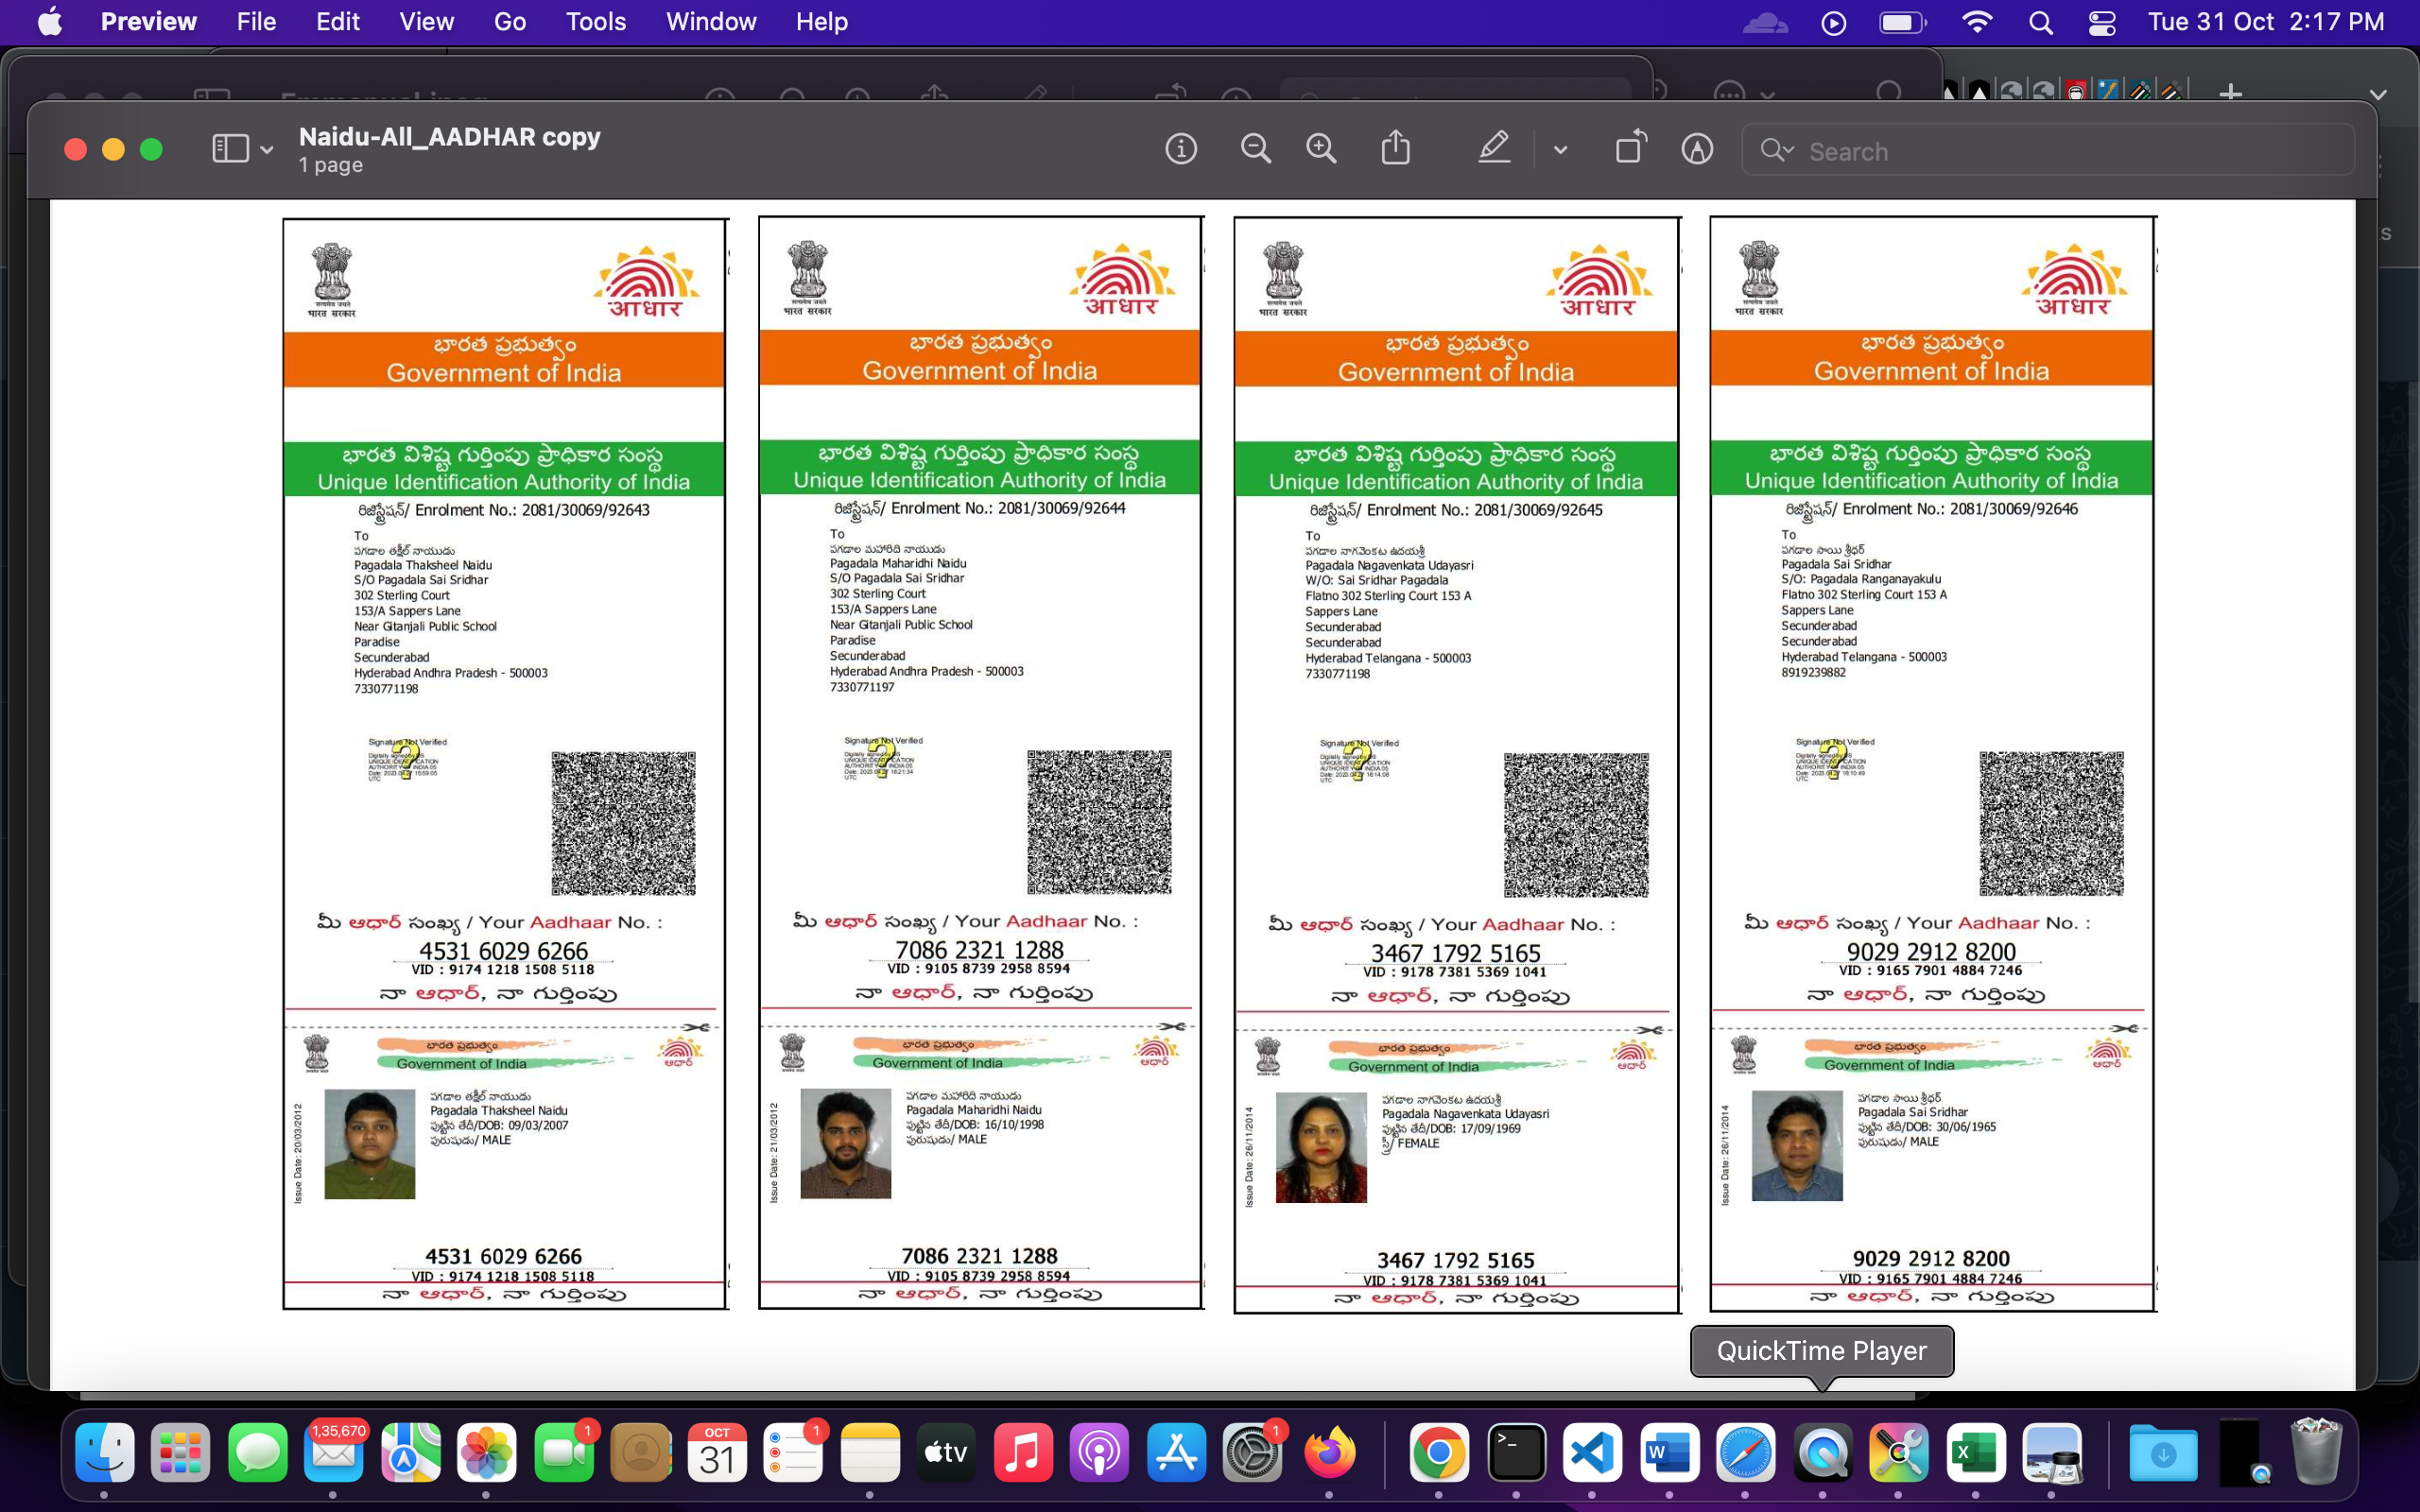 Preview File Edit View Go Tools Window Help
Tue 31 Oct 2:17 PM
Naidu-All_AADHAR copy
1 page
Search
सत्यमेव जयते
भारत सरकार
आधार
భారత ప్రభుత్వం
Government of India
భారత విశిష్ట గుర్తింపు ప్రాధికార సంస్థ
Unique Identification Authority of India
రిజిస్ట్రేషన్/ Enrolment No.: 2081/30069/92643
To
పగడాల తక్షీల్ నాయుడు
Pagadala Thaksheel Naidu
S/O Pagadala Sai Sridhar
302 Sterling Court
153/A Sappers Lane
Near Gitanjali Public School
Paradise
Secunderabad
Hyderabad Andhra Pradesh - 500003
7330771198
Signature Not Verified
మీ ఆధార్ సంఖ్య / Your Aadhaar No. :
4531 6029 6266
VID : 9174 1218 1508 5118
నా ఆధార్, నా గుర్తింపు
భారత ప్రభుత్వం
Government of India
ఆధార్
Issue Date: 20/03/2012
పగడాల తక్షీల్ నాయుడు
Pagadala Thaksheel Naidu
పుట్టిన తేదీ/DOB: 09/03/2007
పురుషుడు/ MALE
4531 6029 6266
VID : 9174 1218 1508 5118
నా ఆధార్, నా గుర్తింపు
सत्यमेव जयते
भारत सरकार
आधार
భారత ప్రభుత్వం
Government of India
భారత విశిష్ట గుర్తింపు ప్రాధికార సంస్థ
Unique Identification Authority of India
రిజిస్ట్రేషన్/ Enrolment No.: 2081/30069/92644
To
పగడాల మహారిది నాయుడు
Pagadala Maharidhi Naidu
S/O Pagadala Sai Sridhar
302 Sterling Court
153/A Sappers Lane
Near Gitanjali Public School
Paradise
Secunderabad
Hyderabad Andhra Pradesh - 500003
7330771197
Signature Not Verified
మీ ఆధార్ సంఖ్య / Your Aadhaar No. :
7086 2321 1288
VID : 9105 8739 2958 8594
నా ఆధార్, నా గుర్తింపు
భారత ప్రభుత్వం
Government of India
ఆధార్
Issue Date: 21/03/2012
పగడాల మహారిది నాయుడు
Pagadala Maharidhi Naidu
పుట్టిన తేదీ/DOB: 16/10/1998
పురుషుడు/ MALE
7086 2321 1288
VID : 9105 8739 2958 8594
నా ఆధార్, నా గుర్తింపు
सत्यमेव जयते
भारत सरकार
आधार
భారత ప్రభుత్వం
Government of India
భారత విశిష్ట గుర్తింపు ప్రాధికార సంస్థ
Unique Identification Authority of India
రిజిస్ట్రేషన్/ Enrolment No.: 2081/30069/92645
To
పగడాల నాగవెంకట ఉదయశ్రీ
Pagadala Nagavenkata Udayasri
W/O: Sai Sridhar Pagadala
Flatno 302 Sterling Court 153 A
Sappers Lane
Secunderabad
Secunderabad
Hyderabad Telangana - 500003
7330771198
Signature Not Verified
మీ ఆధార్ సంఖ్య / Your Aadhaar No. :
3467 1792 5165
VID : 9178 7381 5369 1041
నా ఆధార్, నా గుర్తింపు
భారత ప్రభుత్వం
Government of India
ఆధార్
Issue Date: 26/11/2014
పగడాల నాగవెంకట ఉదయశ్రీ
Pagadala Nagavenkata Udayasri
పుట్టిన తేదీ/DOB: 17/09/1969
స్త్రీ/ FEMALE
3467 1792 5165
VID : 9178 7381 5369 1041
నా ఆధార్, నా గుర్తింపు
सत्यमेव जयते
भारत सरकार
आधार
భారత ప్రభుత్వం
Government of India
భారత విశిష్ట గుర్తింపు ప్రాధికార సంస్థ
Unique Identification Authority of India
రిజిస్ట్రేషన్/ Enrolment No.: 2081/30069/92646
To
పగడాల సాయి శ్రీధర్
Pagadala Sai Sridhar
S/O: Pagadala Ranganayakulu
Flatno 302 Sterling Court 153 A
Sappers Lane
Secunderabad
Secunderabad
Hyderabad Telangana - 500003
8919239882
Signature Not Verified
మీ ఆధార్ సంఖ్య / Your Aadhaar No. :
9029 2912 8200
VID : 9165 7901 4884 7246
నా ఆధార్, నా గుర్తింపు
భారత ప్రభుత్వం
Government of India
ఆధార్
Issue Date: 26/11/2014
పగడాల సాయి శ్రీధర్
Pagadala Sai Sridhar
పుట్టిన తేదీ/DOB: 30/06/1965
పురుషుడు/ MALE
9029 2912 8200
VID : 9165 7901 4884 7246
నా ఆధార్, నా గుర్తింపు
QuickTime Player
1,35,670
1
OCT
31
1
tv
1
W
X